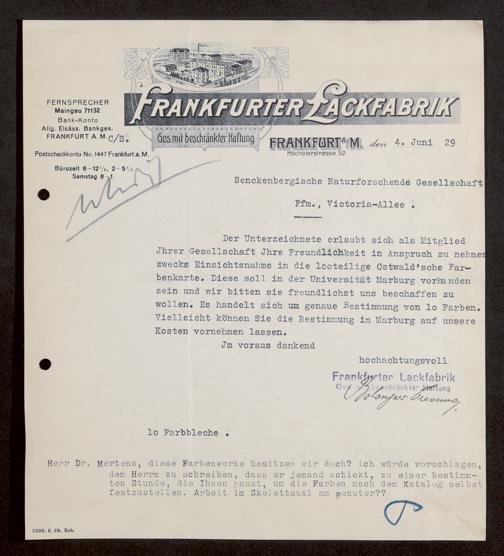 FRANKFURTER LACKFABRIK
Ges. mit beschränkter Haftung
FERNSPRECHER
Maingau 71132
Bank-Konto
Allg. Elsäss. Bankges.
FRANKFURT A. M.
C/S.
Postscheckkonto No. 1447 Frankfurt a. M.
Bürozeit 8–12½, 2–5½
Samstag 8–1
FRANKFURT A/M. den 4. Juni 29
Höchsterstrasse 52.
Senckenbergische Naturforschende Gesellschaft
Ffm., Victoria-Allee .
Der Unterzeichnete erlaubt sich als Mitglied
Jhrer Gesellschaft Jhre Freundlichkeit in Anspruch zu nehmen
zwecks Einsichtsnahme in die looteilige Ostwald'sche Far-
benkarte. Diese soll in der Universität Marburg vorhanden
sein und wir bitten sie freundlichst uns beschaffen zu
wollen. Es handelt sich um genaue Bestimmung von lo Farben.
Vielleicht können Sie die Bestimmung in Marburg auf unsere
Kosten vornehmen lassen.
Jm voraus dankend
hochachtungsvoll
Frankfurter Lackfabrik
Ges. mit beschränkter Haftung
lo Farbbleche .
Herr Dr. Mertens, diese Farbenwerke besitzen wir doch? ich würde vorschlagen,
dem Herrn zu schreiben, dass er jemand schickt, zu einer bestimm-
ten Stunde, die Ihnen passt, um die Farben nach dem Katalog selbst
festzustellen. Arbeit im Skelettsaal am Fenster??